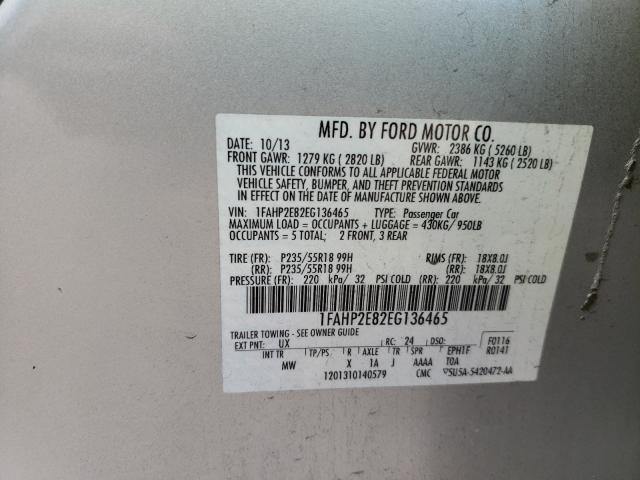 MFD. BY FORD MOTOR CO.
DATE: 10/13 GVWR: 2386 KG ( 5260 LB)
FRONT GAWR: 1279 KG ( 2820 LB) REAR GAWR: 1143 KG ( 2520 LB)
THIS VEHICLE CONFORMS TO ALL APPLICABLE FEDERAL MOTOR
VEHICLE SAFETY, BUMPER, AND THEFT PREVENTION STANDARDS
IN EFFECT ON THE DATE OF MANUFACTURE SHOWN ABOVE.
VIN: 1FAHP2E82EG136465 TYPE: Passenger Car
MAXIMUM LOAD = OCCUPANTS + LUGGAGE = 430KG/ 950LB
OCCUPANTS = 5 TOTAL; 2 FRONT, 3 REAR
TIRE (FR): P235/55R18 99H RIMS (FR): 18X8.0J
(RR): P235/55R18 99H (RR): 18X8.0J
PRESSURE (FR): 220 kPa/ 32 PSI COLD (RR): 220 kPa/ 32 PSI COLD
1FAHP2E82EG136465
TRAILER TOWING - SEE OWNER GUIDE
EXT PNT: UX RC: 24 DSO: F0116
INT TR TP/PS R AXLE TR SPR EPH1F R0141
MW X 1A J AAAA TOA
1201310140579 CMC